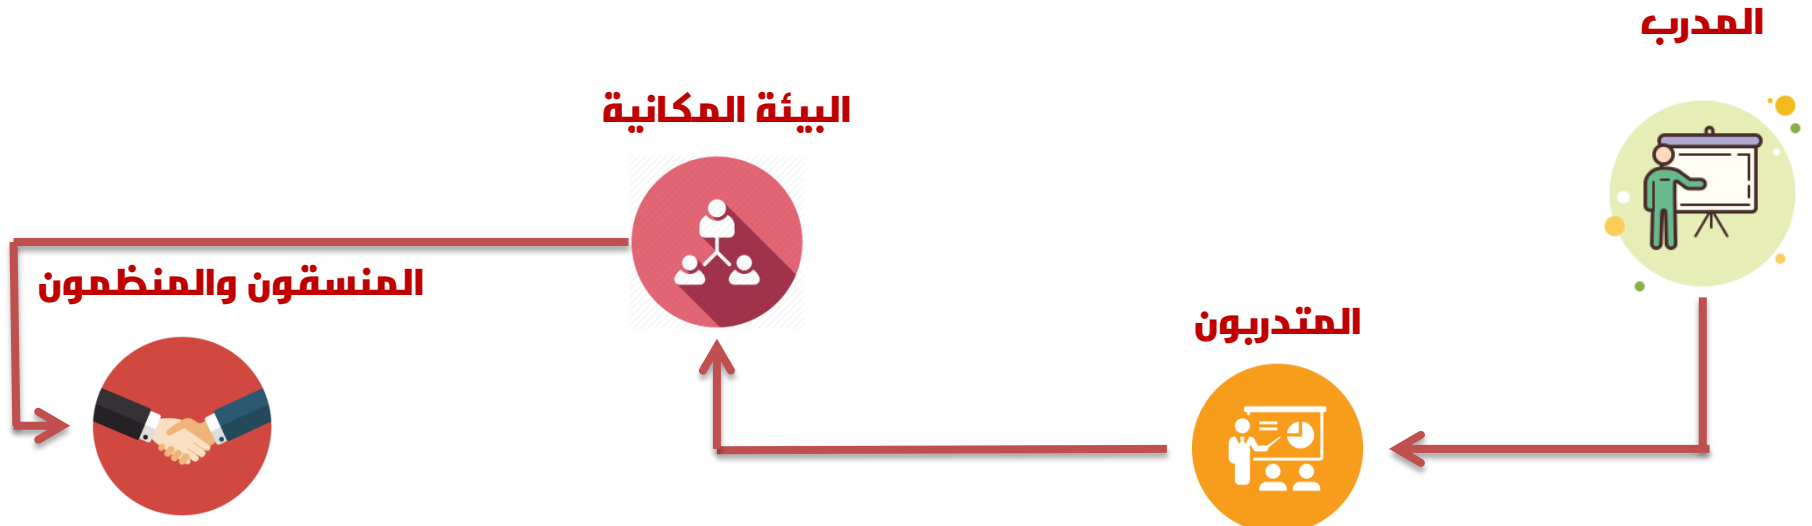 المدرب
المتدربون
البيئة المكانية
المنسقون والمنظمون